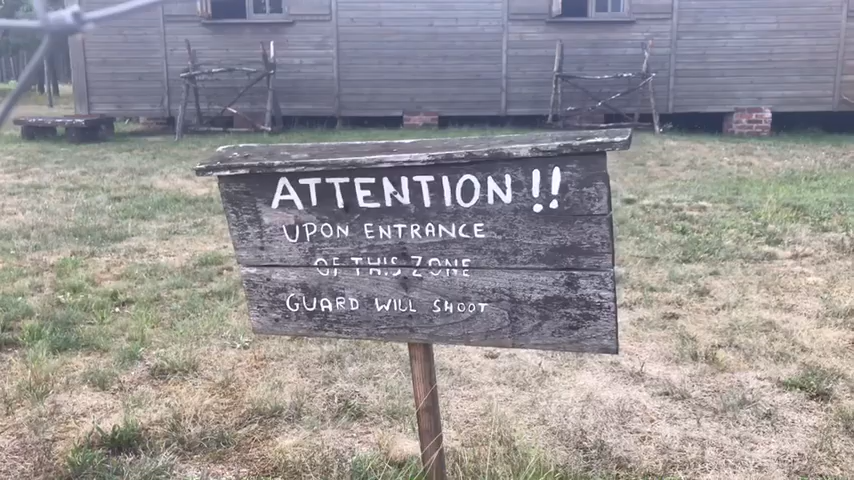 ATTENTION !!
UPON ENTRANCE
OF THIS ZONE
GUARD WILL SHOOT